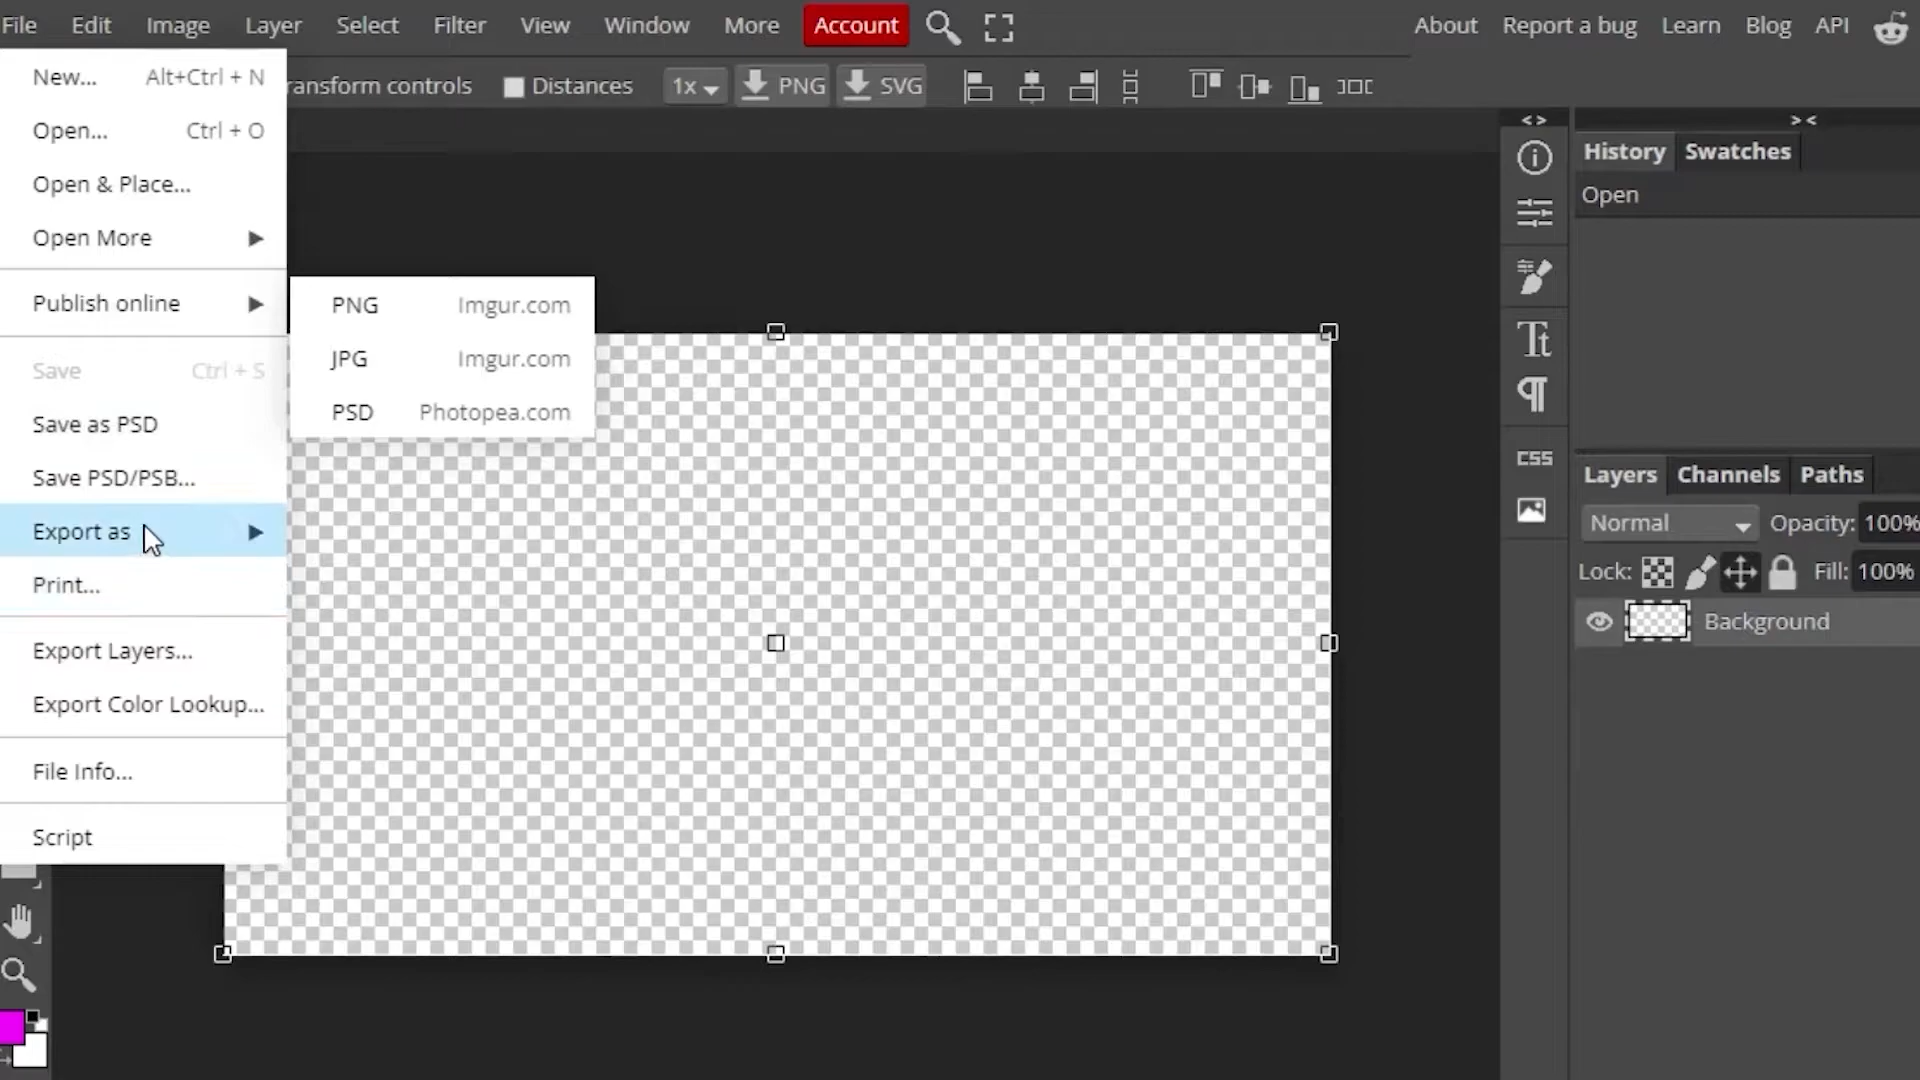 File Edit Image Layer Select Filter View Window More Account About Report a bug Learn Blog API
ransform controls Distances 1x PNG SVG
New... Alt+Ctrl + N
Open... Ctrl + O
Open & Place...
Open More
Publish online
Save Ctrl + S
Save as PSD
Save PSD/PSB...
Export as
Print...
Export Layers...
Export Color Lookup...
File Info...
Script
PNG Imgur.com
JPG Imgur.com
PSD Photopea.com
< >
> <
History Swatches
Open
Tt
¶
CSS
Layers Channels Paths
Normal Opacity: 100%
Lock: Fill: 100%
Background